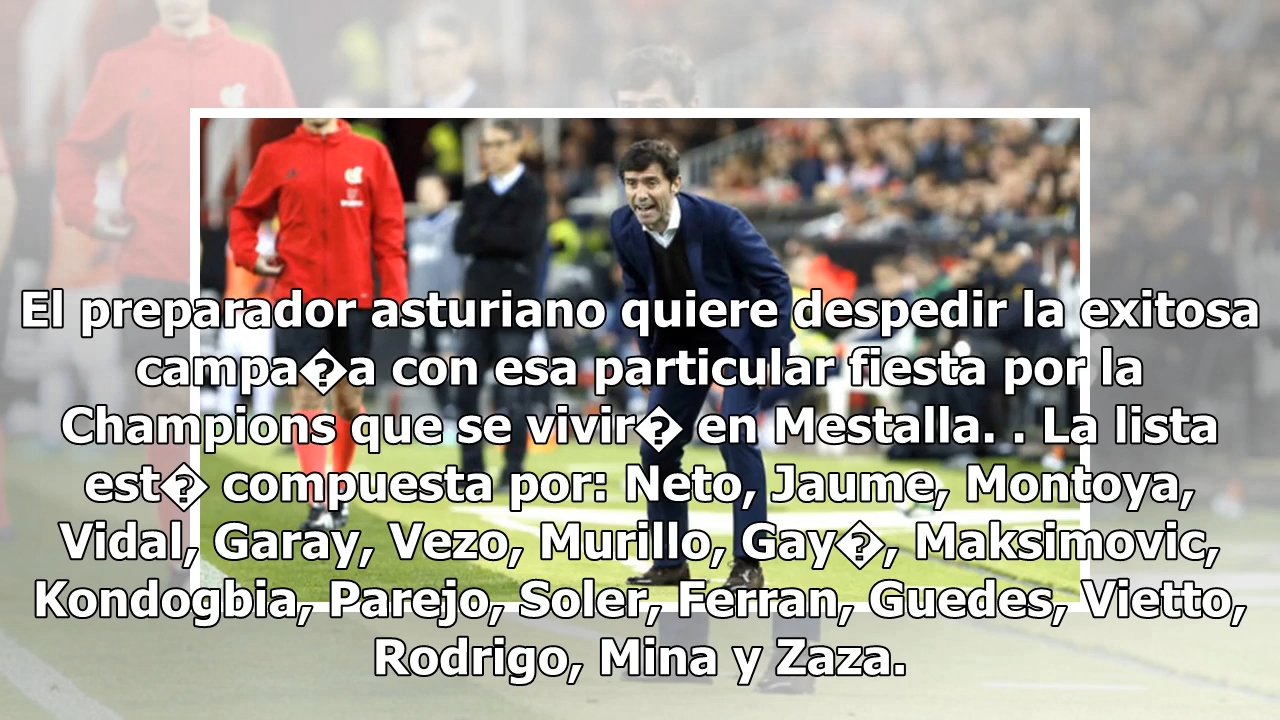 El preparador asturiano quiere despedir la exitosa
campa�a con esa particular fiesta por la
Champions que se vivir� en Mestalla. . La lista
est� compuesta por: Neto, Jaume, Montoya,
Vidal, Garay, Vezo, Murillo, Gay�, Maksimovic,
Kondogbia, Parejo, Soler, Ferran, Guedes, Vietto,
Rodrigo, Mina y Zaza.